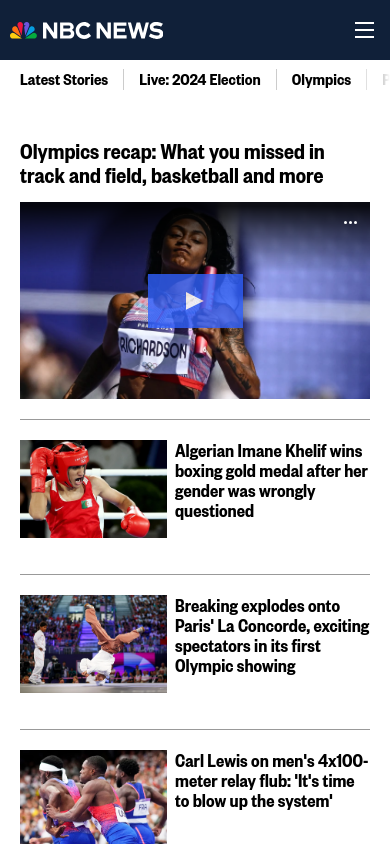 NBC NEWS
Latest Stories
Live: 2024 Election
Olympics
Olympics recap: What you missed in
track and field, basketball and more
RICHARDSON
Algerian Imane Khelif wins
boxing gold medal after her
gender was wrongly
questioned
Breaking explodes onto
Paris' La Concorde, exciting
spectators in its first
Olympic showing
Carl Lewis on men's 4x100-
meter relay flub: 'It's time
to blow up the system'